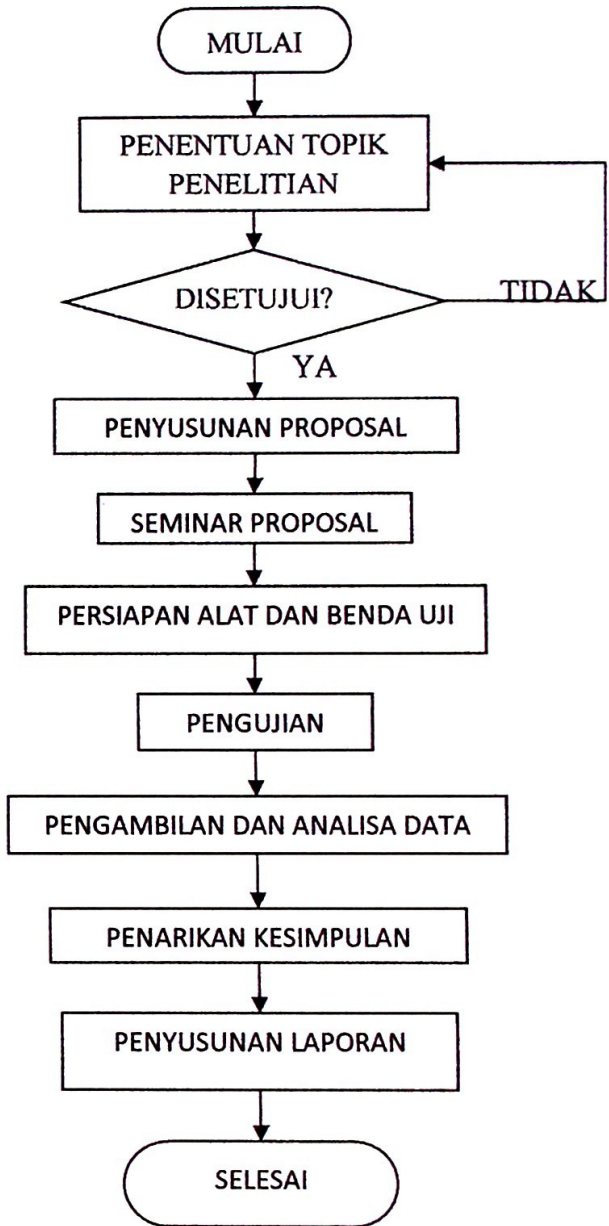 MULAI
PENENTUAN TOPIK
PENELITIAN
DISETUJUI?
TIDAK
YA
PENYUSUNAN PROPOSAL
SEMINAR PROPOSAL
PERSIAPAN ALAT DAN BENDA UJI
PENGUJIAN
PENGAMBILAN DAN ANALISA DATA
PENARIKAN KESIMPULAN
PENYUSUNAN LAPORAN
SELESAI